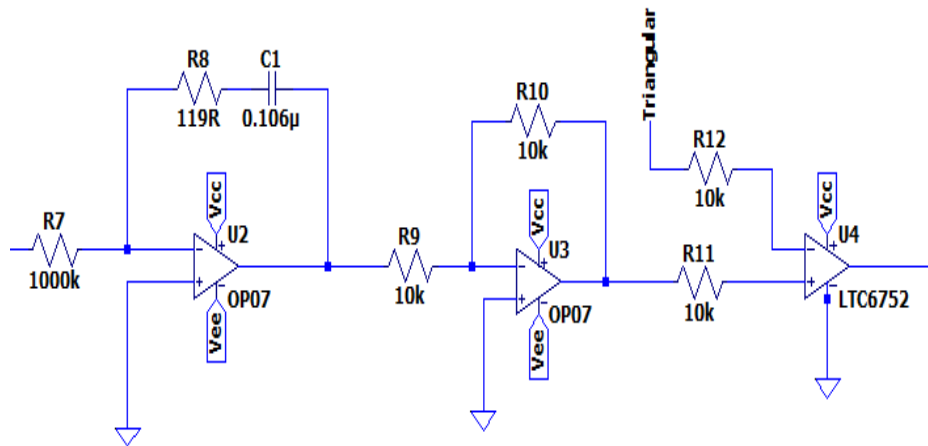 Triangular
R8
C1
119R
0.106µ
R10
10k
R12
10k
Vcc
Vcc
Vcc
R7
1000k
-
+
+
-
U2
OP07
Vee
R9
10k
-
+
+
-
U3
OP07
Vee
R11
10k
-
+
+
-
U4
LTC6752